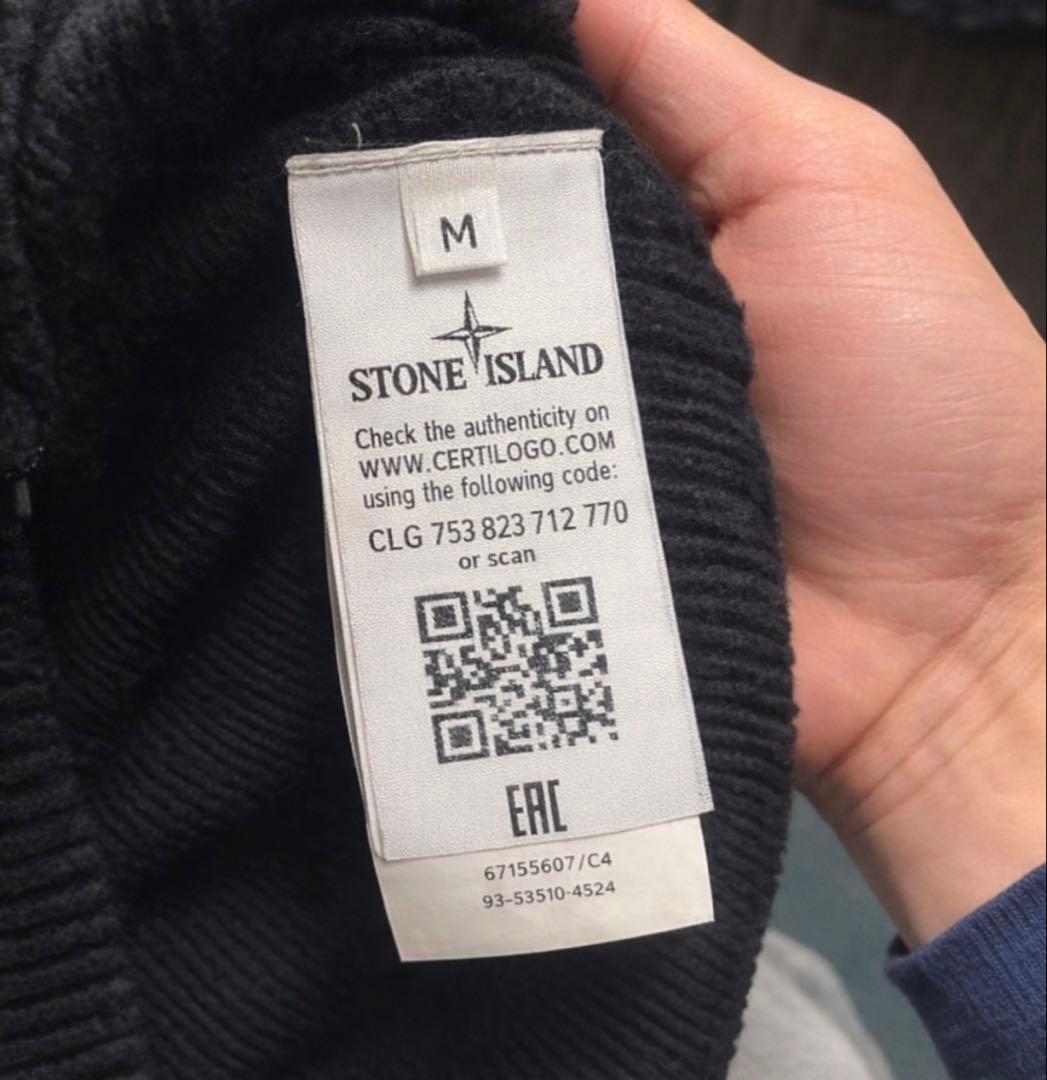 M
STONE ISLAND
Check the authenticity on
WWW.CERTILOGO.COM
using the following code:
CLG 753 823 712 770
or scan
EAC
67155607/C4
93-53510-4524